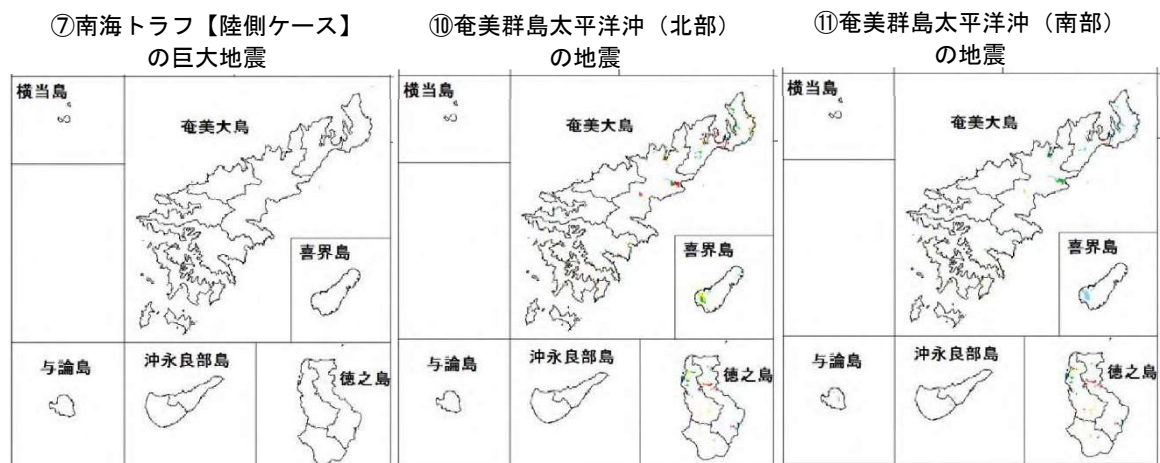 ⑦南海トラフ【陸側ケース】
の巨大地震
横当島
奄美大島
喜界島
与論島
沖永良部島
徳之島
⑩奄美群島太平洋沖（北部）
の地震
横当島
奄美大島
喜界島
与論島
沖永良部島
徳之島
⑪奄美群島太平洋沖（南部）
の地震
横当島
奄美大島
喜界島
与論島
沖永良部島
徳之島